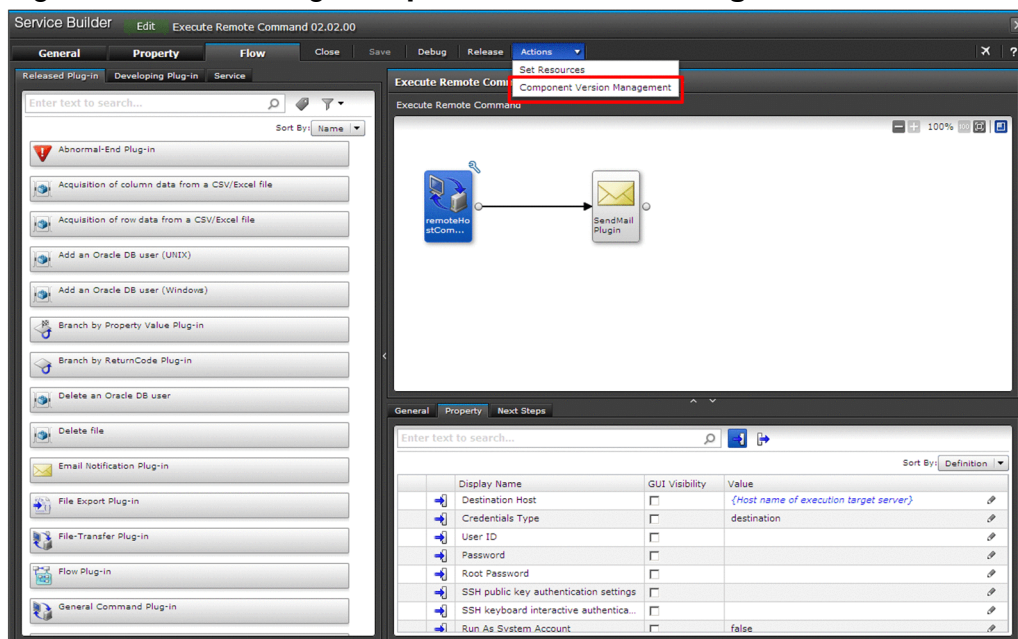 Service Builder Edit Execute Remote Command 02.02.00
General Property Flow Close Save Debug Release Actions ?
Released Plug-in Developing Plug-in Service
Enter text to search...
Sort By: Name
Abnormal-End Plug-in
Acquisition of column data from a CSV/Excel file
Acquisition of row data from a CSV/Excel file
Add an Oracle DB user (UNIX)
Add an Oracle DB user (Windows)
Branch by Property Value Plug-in
Branch by ReturnCode Plug-in
Delete an Oracle DB user
Delete file
Email Notification Plug-in
File Export Plug-in
File-Transfer Plug-in
Flow Plug-in
General Command Plug-in
Set Resources
Component Version Management
Execute Remote Com
Execute Remote Command
100%
remoteHo
stCom...
SendMail
Plugin
General Property Next Steps
Enter text to search...
Sort By: Definition
Display Name GUI Visibility Value
Destination Host {Host name of execution target server}
Credentials Type destination
User ID
Password
Root Password
SSH public key authentication settings
SSH keyboard interactive authentica...
Run As System Account false